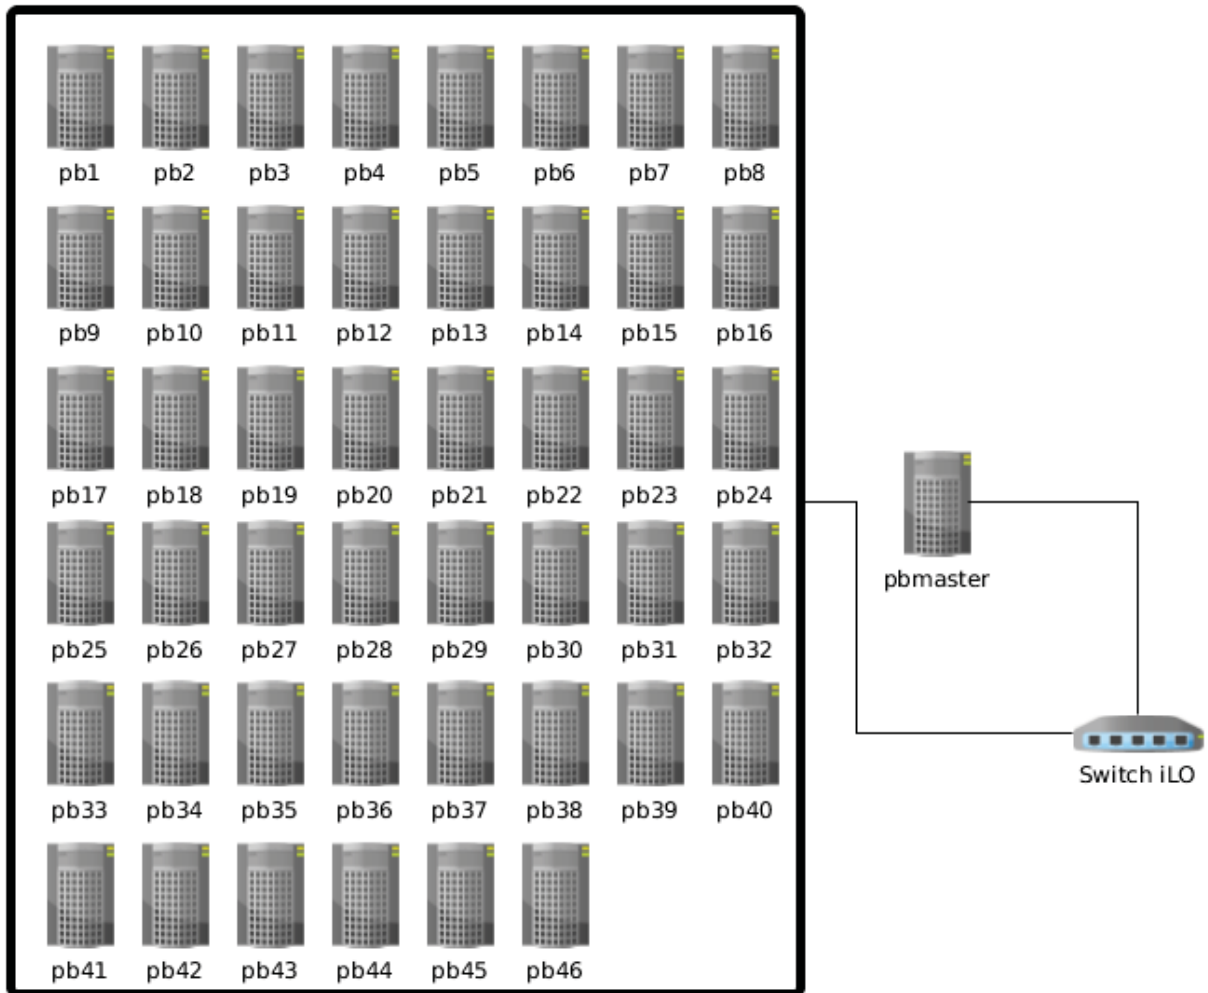 pb1 pb2 pb3 pb4 pb5 pb6 pb7 pb8
pb9 pb10 pb11 pb12 pb13 pb14 pb15 pb16
pb17 pb18 pb19 pb20 pb21 pb22 pb23 pb24
pbmaster
pb25 pb26 pb27 pb28 pb29 pb30 pb31 pb32
Switch iLO
pb33 pb34 pb35 pb36 pb37 pb38 pb39 pb40
pb41 pb42 pb43 pb44 pb45 pb46